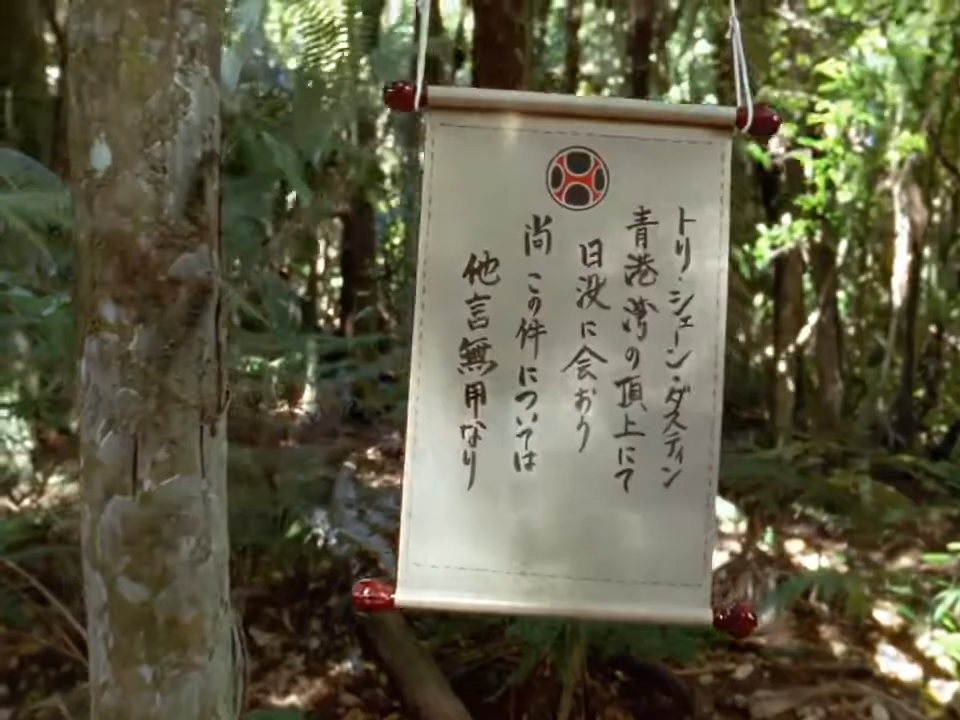 トリ・シェーン・ダスティン
青港湾の頂上にて
日没に会おり
尚この件については
他言無用なり